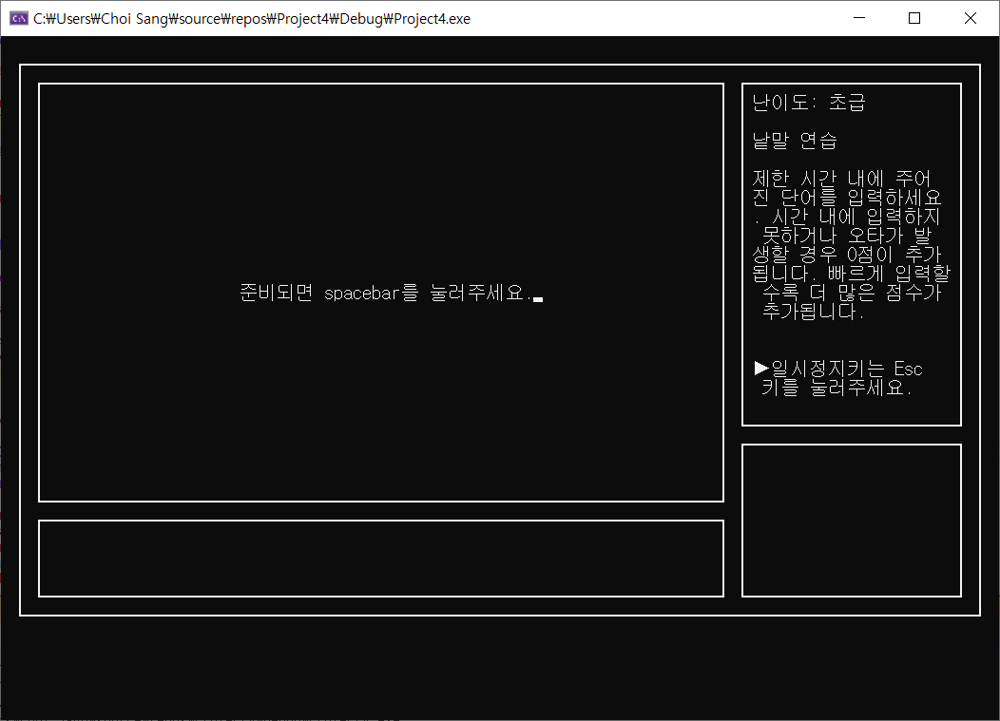 C:₩Users₩Choi Sang₩source₩repos₩Project4₩Debug₩Project4.exe
준비되면 spacebar를 눌러주세요.
난이도: 초급
낱말 연습
제한 시간 내에 주어
진 단어를 입력하세요
. 시간 내에 입력하지
못하거나 오타가 발
생할 경우 0점이 추가
됩니다. 빠르게 입력할
수록 더 많은 점수가
추가됩니다.
▶일시정지키는 Esc
키를 눌러주세요.